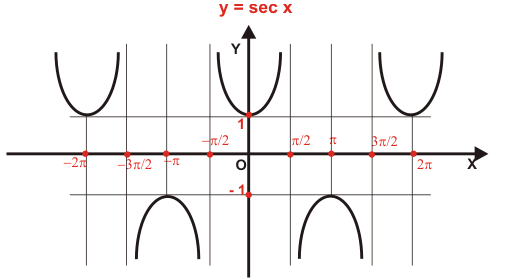 y = sec x
Y
1
−π/2 π/2 π 3π/2
−2π −3π/2 −π O 2π X
- 1